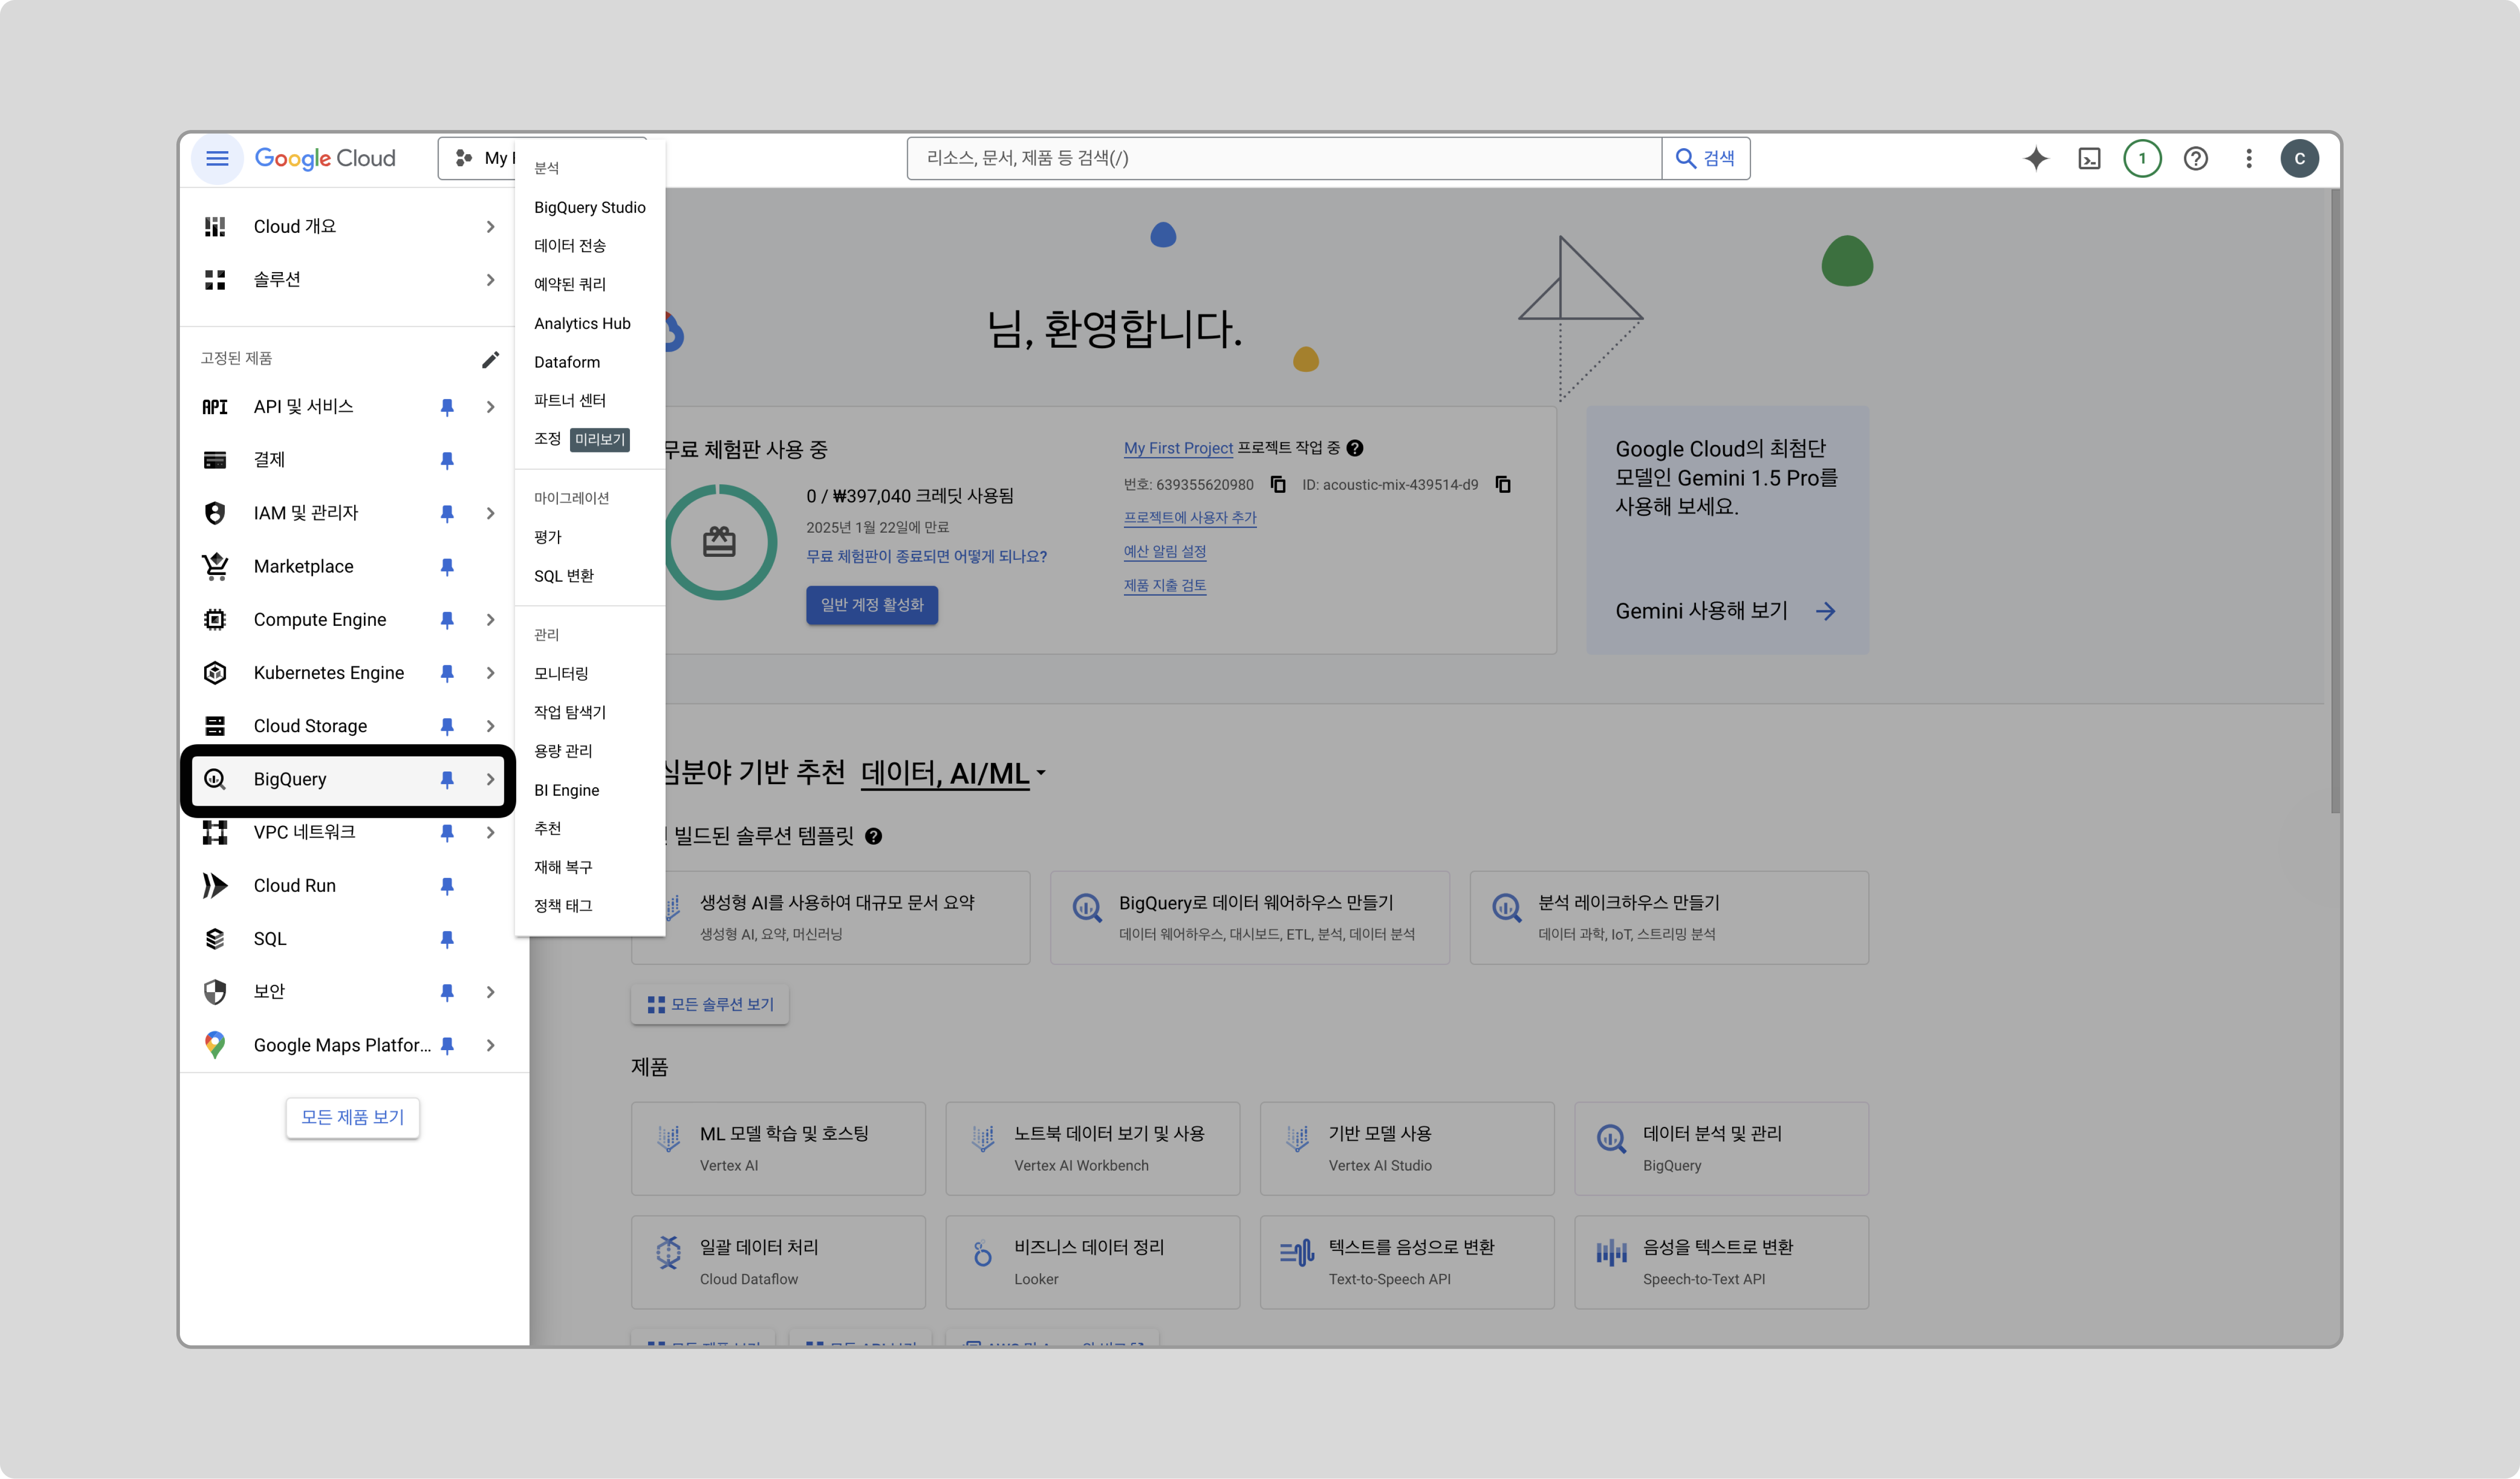 Google Cloud
My
리소스, 문서, 제품 등 검색(/)
검색
1
C
Cloud 개요
솔루션
고정된 제품
API API 및 서비스
결제
IAM 및 관리자
Marketplace
Compute Engine
Kubernetes Engine
Cloud Storage
BigQuery
VPC 네트워크
Cloud Run
SQL
보안
Google Maps Platfor...
모든 제품 보기
분석
BigQuery Studio
데이터 전송
예약된 쿼리
Analytics Hub
Dataform
파트너 센터
조정 미리보기
마이그레이션
평가
SQL 변환
관리
모니터링
작업 탐색기
용량 관리
BI Engine
추천
재해 복구
정책 태그
님, 환영합니다.
무료 체험판 사용 중
0 / ₩397,040 크레딧 사용됨
2025년 1월 22일에 만료
무료 체험판이 종료되면 어떻게 되나요?
일반 계정 활성화
My First Project 프로젝트 작업 중
번호: 639355620980 ID: acoustic-mix-439514-d9
프로젝트에 사용자 추가
예산 알림 설정
제품 지출 검토
Google Cloud의 최첨단
모델인 Gemini 1.5 Pro를
사용해 보세요.
Gemini 사용해 보기
심분야 기반 추천 데이터, AI/ML
빌드된 솔루션 템플릿
생성형 AI를 사용하여 대규모 문서 요약
생성형 AI, 요약, 머신러닝
BigQuery로 데이터 웨어하우스 만들기
데이터 웨어하우스, 대시보드, ETL, 분석, 데이터 분석
분석 레이크하우스 만들기
데이터 과학, IoT, 스트리밍 분석
모든 솔루션 보기
제품
ML 모델 학습 및 호스팅
Vertex AI
노트북 데이터 보기 및 사용
Vertex AI Workbench
기반 모델 사용
Vertex AI Studio
데이터 분석 및 관리
BigQuery
일괄 데이터 처리
Cloud Dataflow
비즈니스 데이터 정리
Looker
텍스트를 음성으로 변환
Text-to-Speech API
음성을 텍스트로 변환
Speech-to-Text API